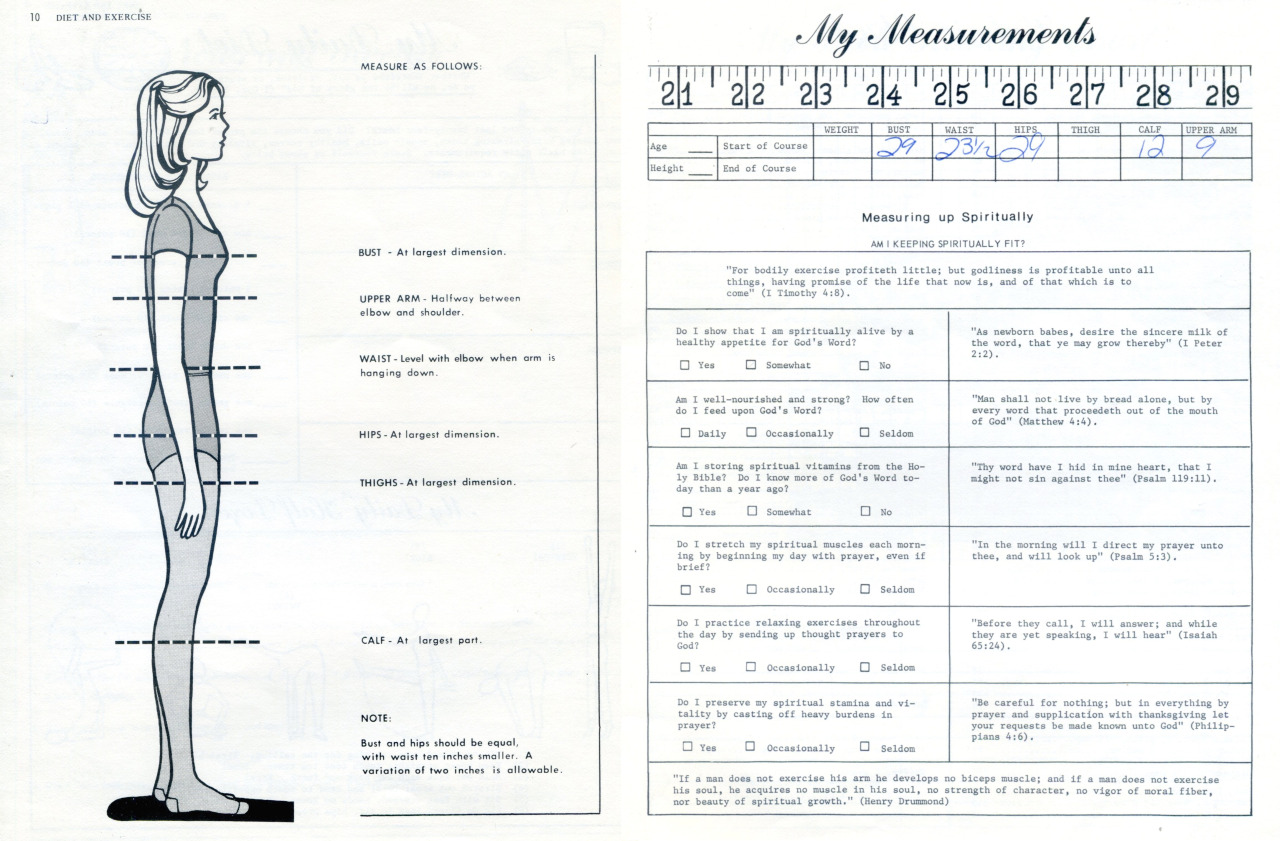 10 DIET AND EXERCISE
MEASURE AS FOLLOWS:
BUST - At largest dimension.
UPPER ARM - Halfway between
elbow and shoulder.
WAIST - Level with elbow when arm is
hanging down.
HIPS - At largest dimension.
THIGHS - At largest dimension.
CALF - At largest part.
NOTE:
Bust and hips should be equal,
with waist ten inches smaller. A
variation of two inches is allowable.
My Measurements
21 22 23 24 25 26 27 28 29
WEIGHT BUST WAIST HIPS THIGH CALF UPPER ARM
Age ____ Start of Course 29 23½ 29 12 9
Height ____ End of Course
Measuring up Spiritually
AM I KEEPING SPIRITUALLY FIT?
"For bodily exercise profiteth little; but godliness is profitable unto all
things, having promise of the life that now is, and of that which is to
come" (I Timothy 4:8).
Do I show that I am spiritually alive by a
healthy appetite for God's Word?
☐ Yes ☐ Somewhat ☐ No
"As newborn babes, desire the sincere milk of
the word, that ye may grow thereby" (I Peter
2:2).
Am I well-nourished and strong? How often
do I feed upon God's Word?
☐ Daily ☐ Occasionally ☐ Seldom
"Man shall not live by bread alone, but by
every word that proceedeth out of the mouth
of God" (Matthew 4:4).
Am I storing spiritual vitamins from the Ho-
ly Bible? Do I know more of God's Word to-
day than a year ago?
☐ Yes ☐ Somewhat ☐ No
"Thy word have I hid in mine heart, that I
might not sin against thee" (Psalm 119:11).
Do I stretch my spiritual muscles each morn-
ing by beginning my day with prayer, even if
brief?
☐ Yes ☐ Occasionally ☐ Seldom
"In the morning will I direct my prayer unto
thee, and will look up" (Psalm 5:3).
Do I practice relaxing exercises throughout
the day by sending up thought prayers to
God?
☐ Yes ☐ Occasionally ☐ Seldom
"Before they call, I will answer; and while
they are yet speaking, I will hear" (Isaiah
65:24).
Do I preserve my spiritual stamina and vi-
tality by casting off heavy burdens in
prayer?
☐ Yes ☐ Occasionally ☐ Seldom
"Be careful for nothing; but in everything by
prayer and supplication with thanksgiving let
your requests be made known unto God" (Philip-
pians 4:6).
"If a man does not exercise his arm he develops no biceps muscle; and if a man does not exercise
his soul, he acquires no muscle in his soul, no strength of character, no vigor of moral fiber,
nor beauty of spiritual growth." (Henry Drummond)